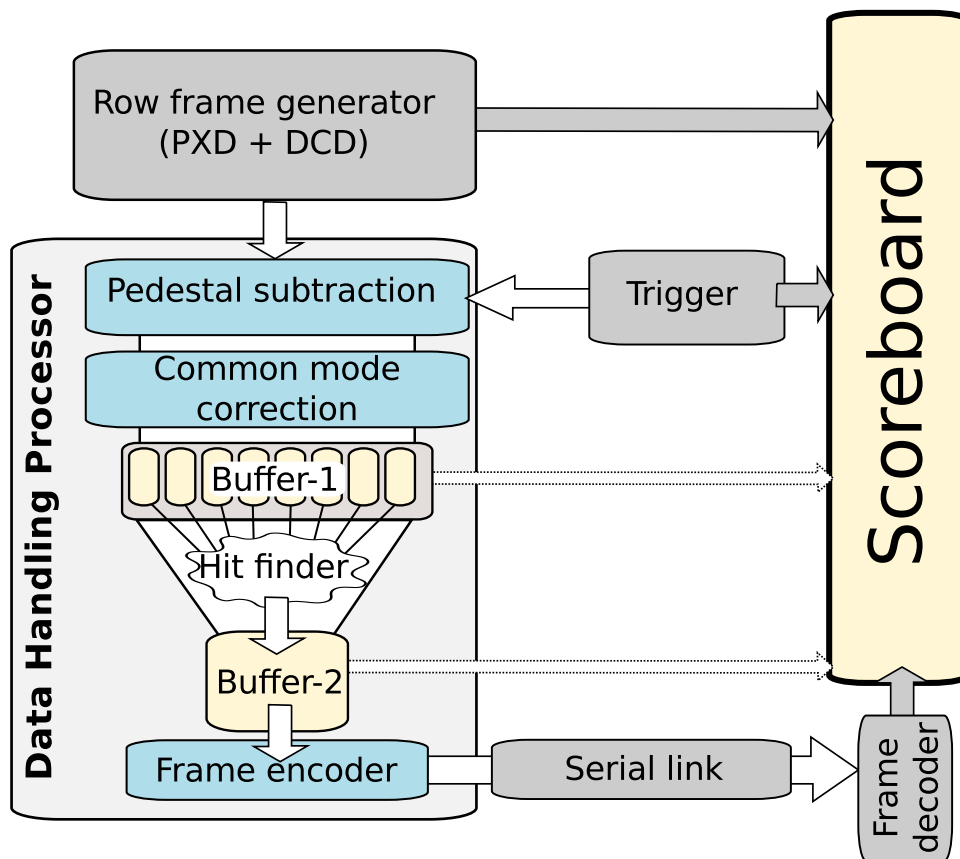 Row frame generator
(PXD + DCD)
Scoreboard
Data Handling Processor
Pedestal subtraction
Trigger
Common mode
correction
Buffer-1
Hit finder
Buffer-2
Frame encoder
Serial link
Frame
decoder